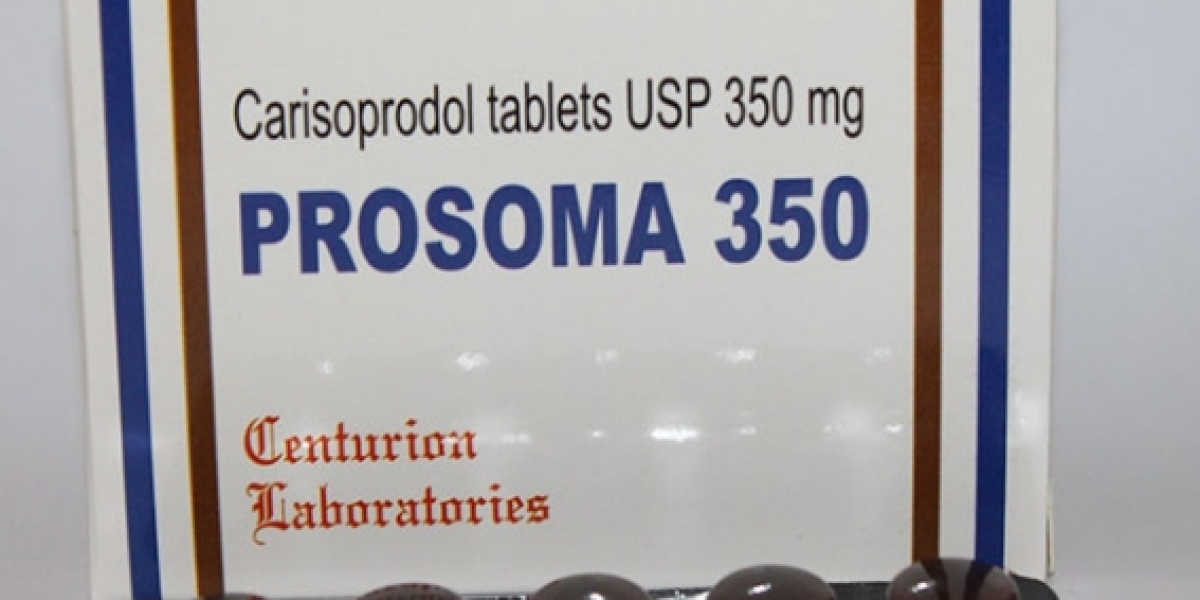 Carisoprodol tablets USP 350 mg
PROSOMA 350
Centurion
Laboratories